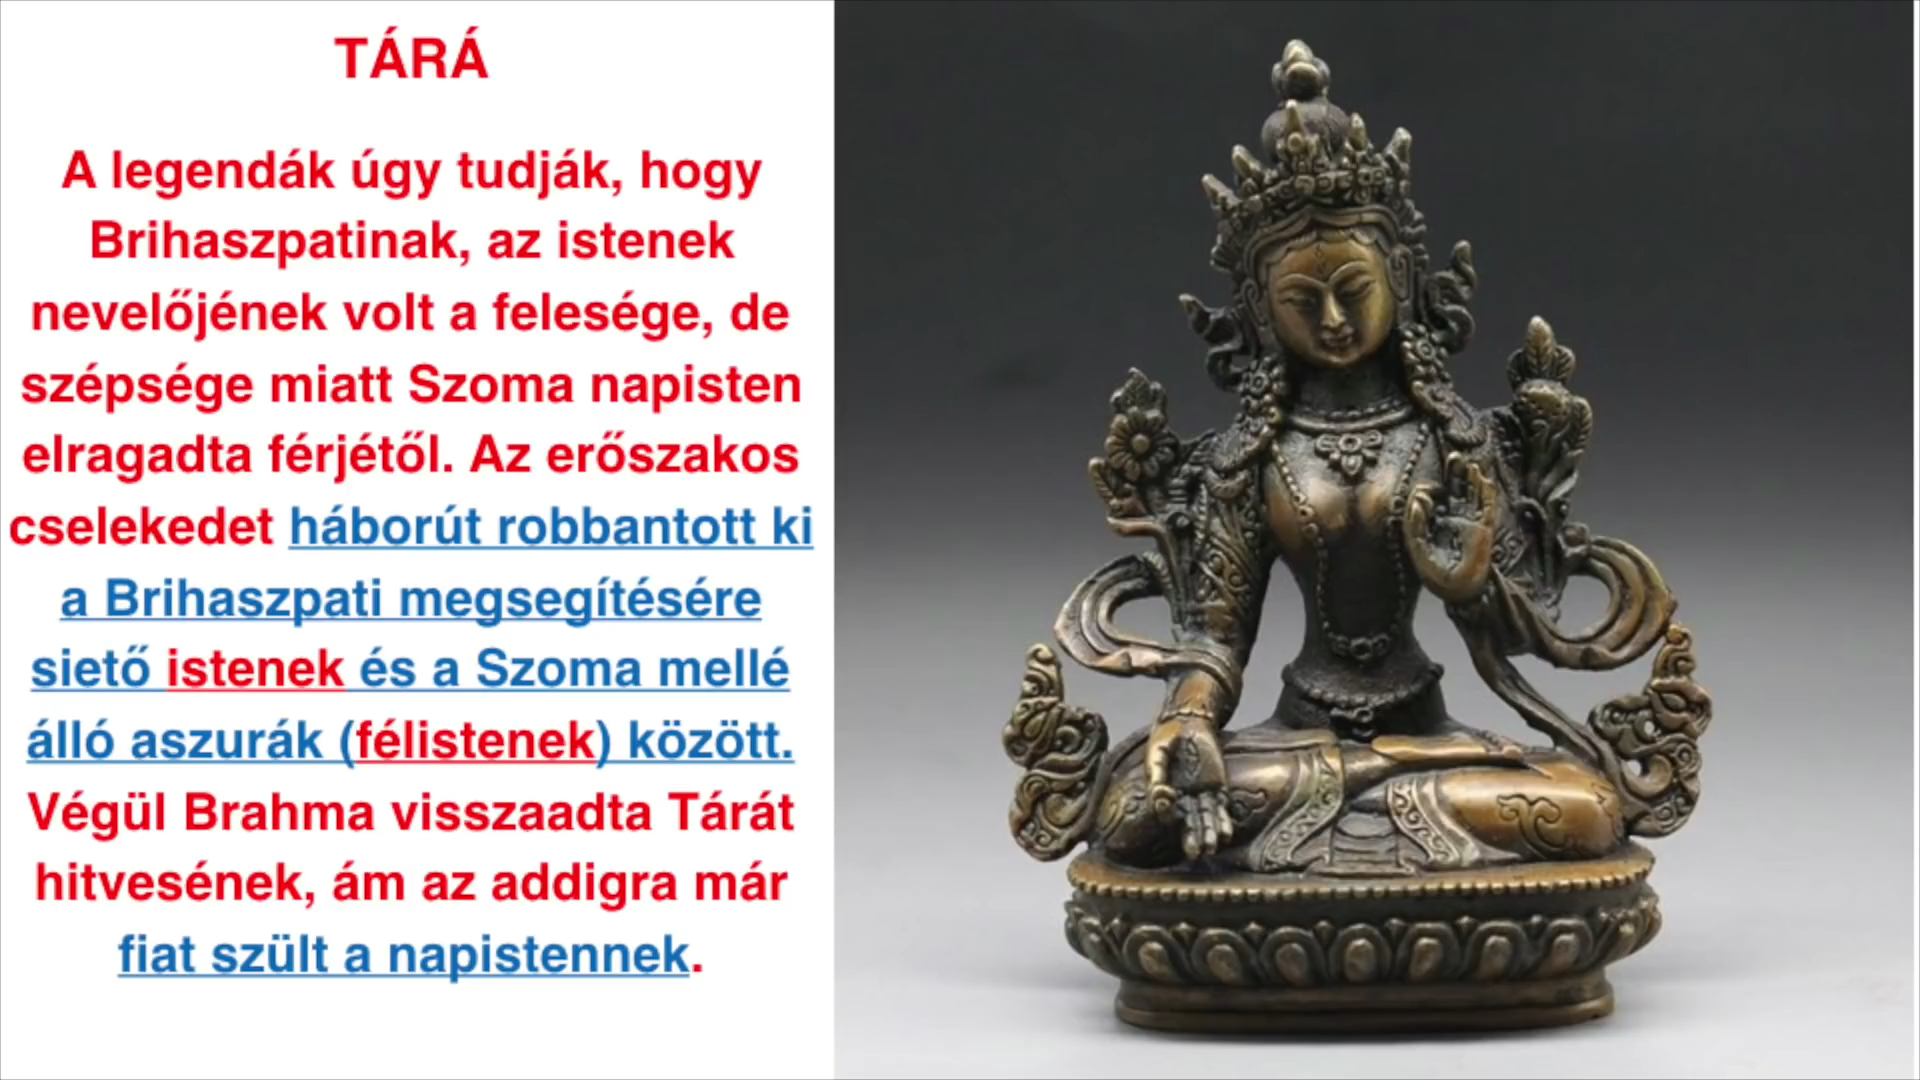 TÁRÁ
A legendák úgy tudják, hogy
Brihaszpatinak, az istenek
nevelőjének volt a felesége, de
szépsége miatt Szoma napisten
elragadta férjétől. Az erőszakos
cselekedet háborút robbantott ki
a Brihaszpati megsegítésére
siető istenek és a Szoma mellé
álló aszurák (félistenek) között.
Végül Brahma visszaadta Tárát
hitvesének, ám az addigra már
fiat szült a napistennek.